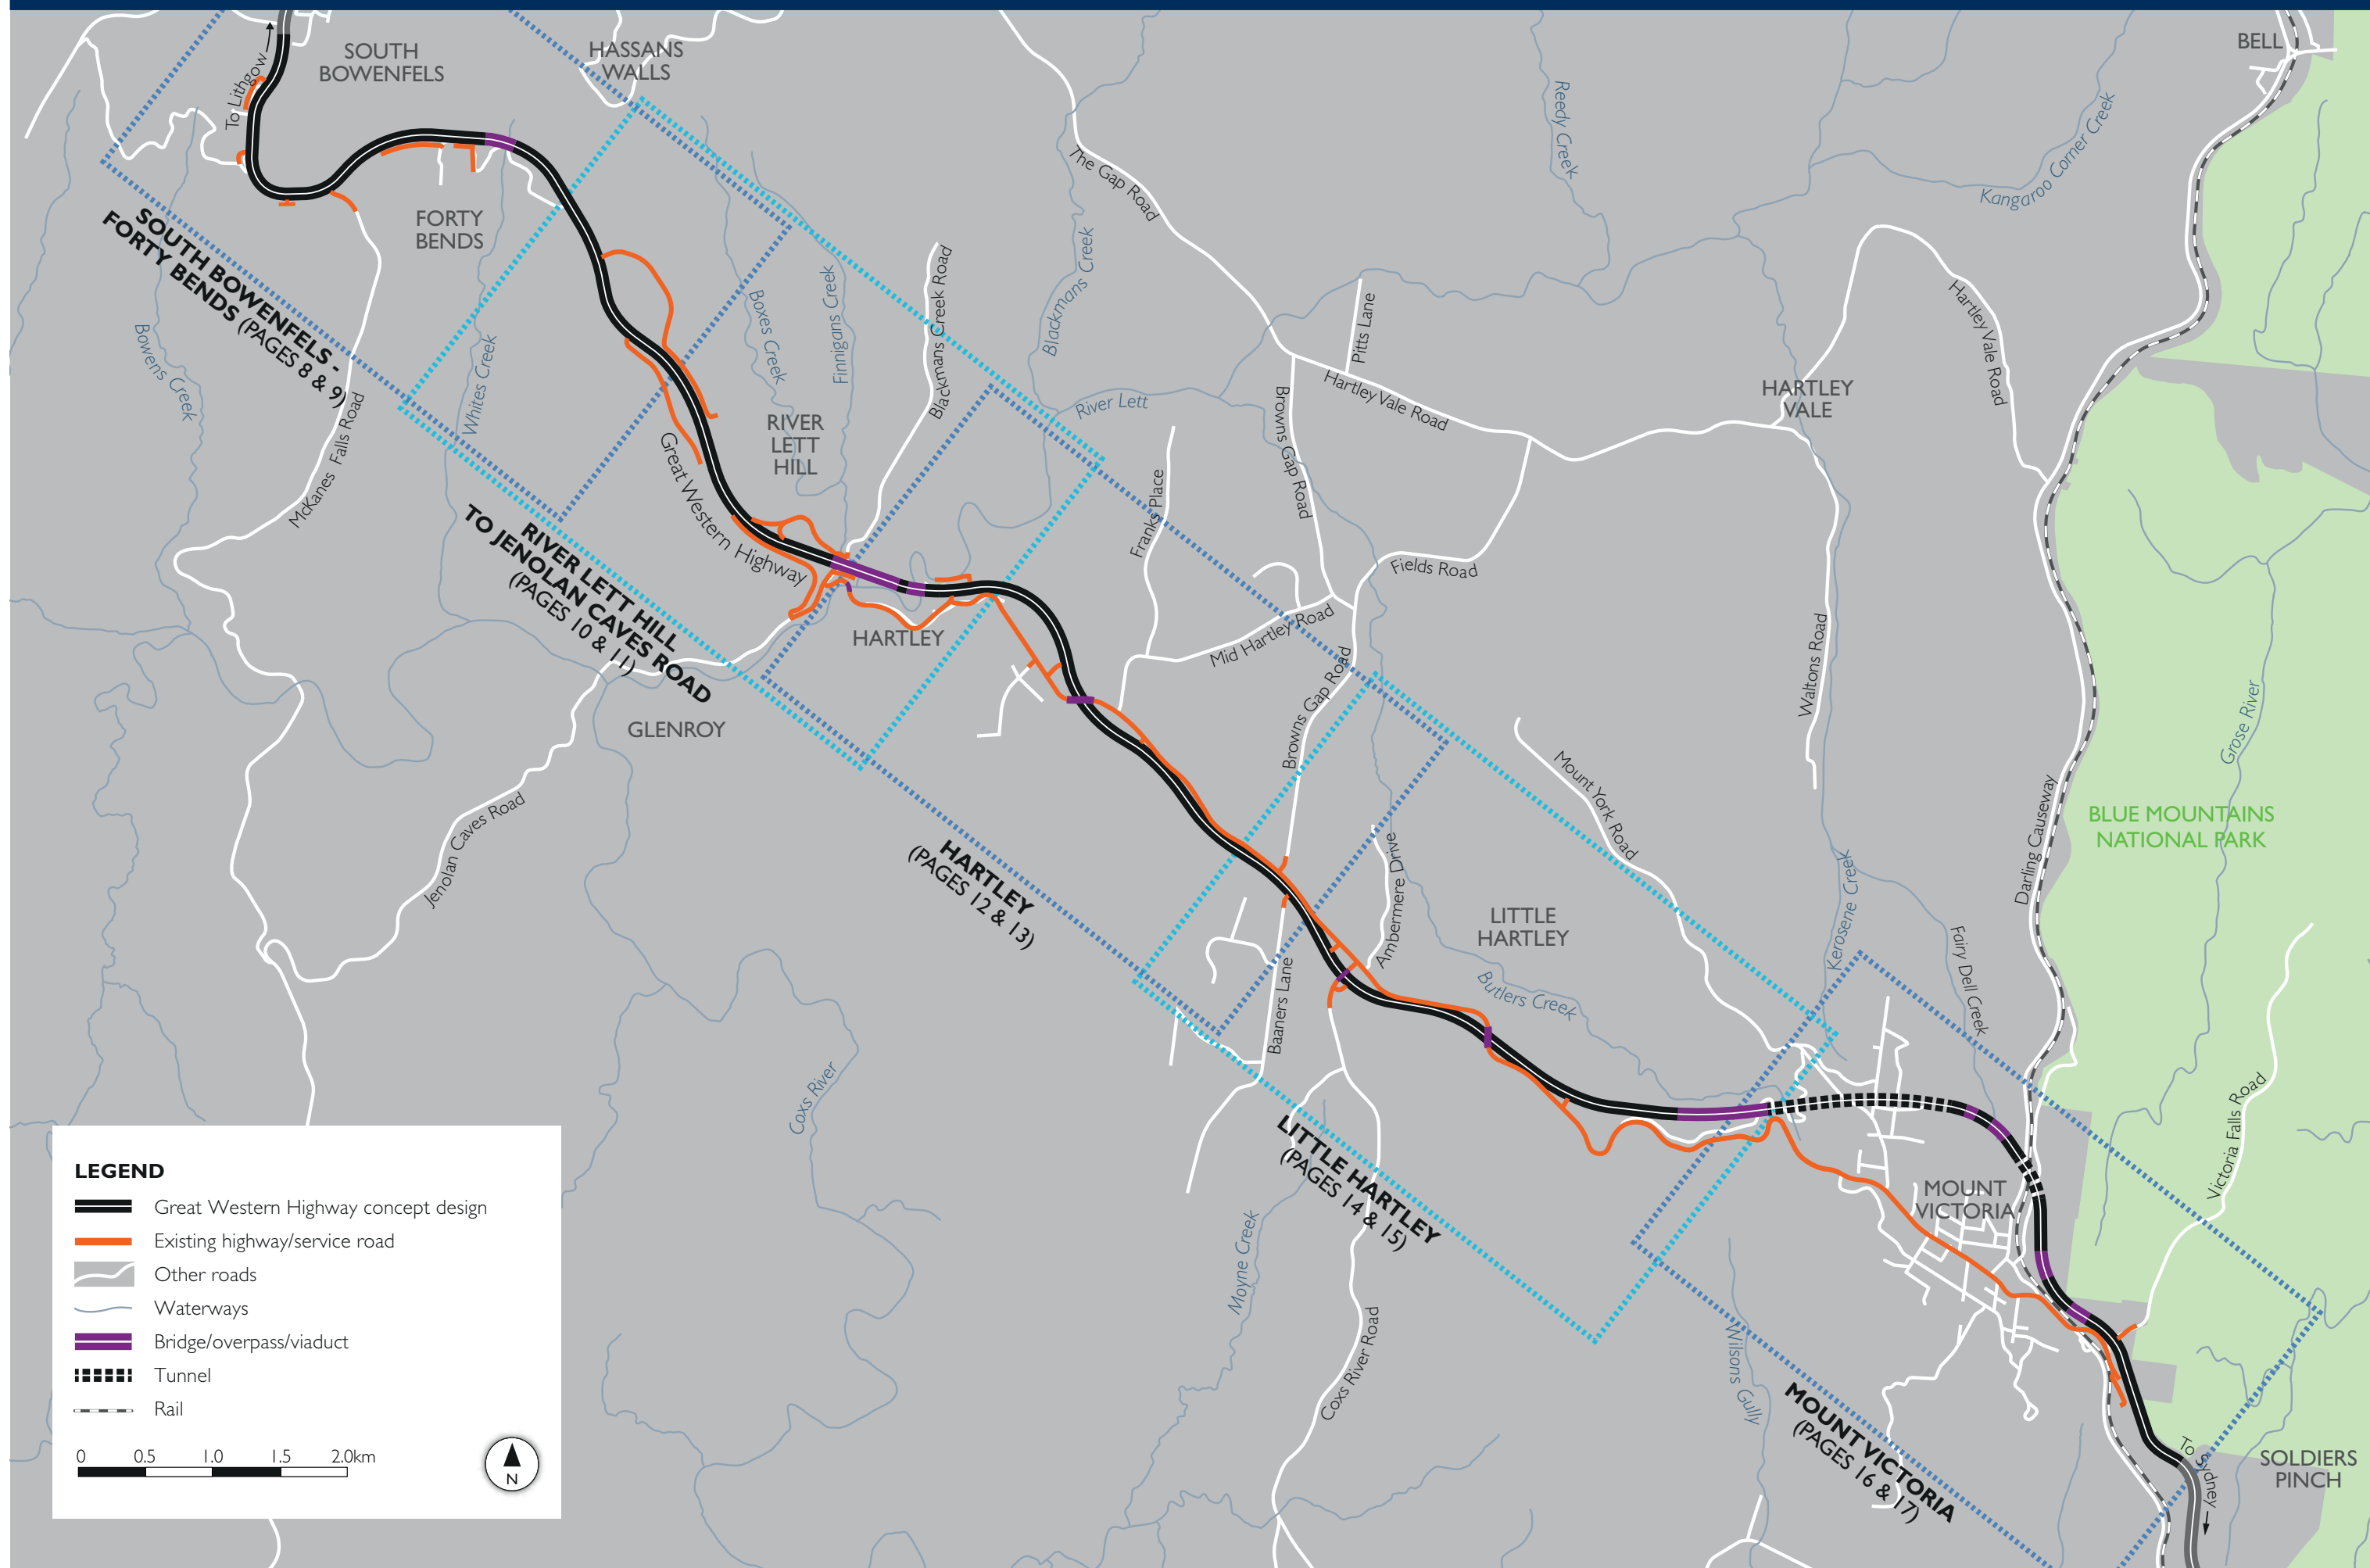 SOUTH
BOWENFELS
HASSANS
WALLS
BELL
To Lithgow
Reedy Creek
Kangaroo Corner Creek
The Gap Road
FORTY
BENDS
SOUTH BOWENFELS -
FORTY BENDS (PAGES 8 & 9)
Bowens Creek
Whites Creek
McKanes Falls Road
Boxes Creek
Finnigans Creek
Blackmans Creek Road
Blackmans Creek
River Lett
Pitts Lane
Hartley Vale Road
Hartley Vale Road
HARTLEY
VALE
Browns Gap Road
RIVER
LETT
HILL
Great Western Highway
Franks Place
Fields Road
Mid Hartley Road
RIVER LETT HILL
TO JENOLAN CAVES ROAD
(PAGES 10 & 11)
HARTLEY
GLENROY
Browns Gap Road
Waltons Road
Grose River
Jenolan Caves Road
Mount York Road
Darling Causeway
BLUE MOUNTAINS
NATIONAL PARK
HARTLEY
(PAGES 12 & 13)
Ambermere Drive
LITTLE
HARTLEY
Kerosene Creek
Fairy Dell Creek
Butlers Creek
Baaners Lane
Coxs River
Victoria Falls Road
LITTLE HARTLEY
(PAGES 14 & 15)
MOUNT
VICTORIA
Moyne Creek
Coxs River Road
Wilsons Gully
MOUNT VICTORIA
(PAGES 16 & 17)
To Sydney
SOLDIERS
PINCH
LEGEND
Great Western Highway concept design
Existing highway/service road
Other roads
Waterways
Bridge/overpass/viaduct
Tunnel
Rail
0 0.5 1.0 1.5 2.0km
N